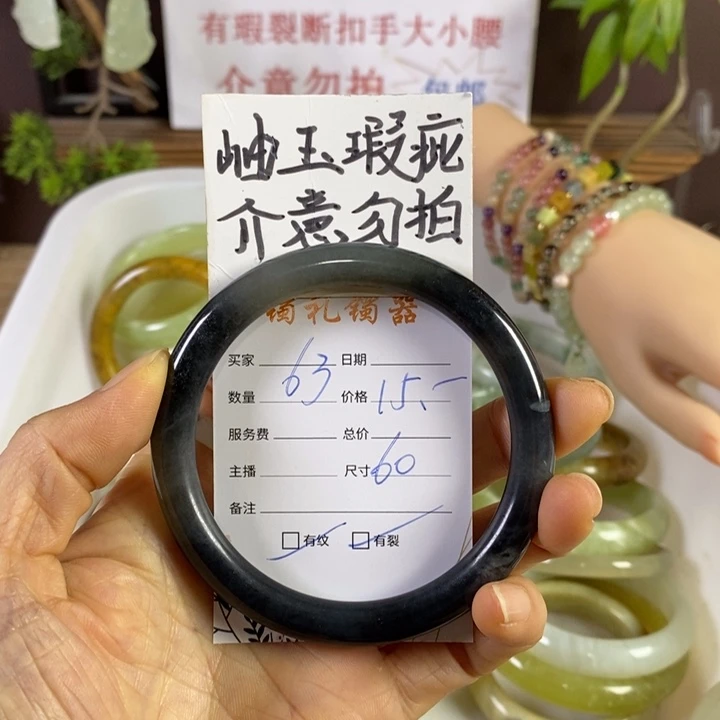 有瑕裂断扣手大小腰
介意勿拍 包邮
岫玉瑕疵
介意勿拍
镯礼镯器
买家 63 日期
数量 价格 15.-
服务费 总价
主播 尺寸 60
备注
有纹 有裂